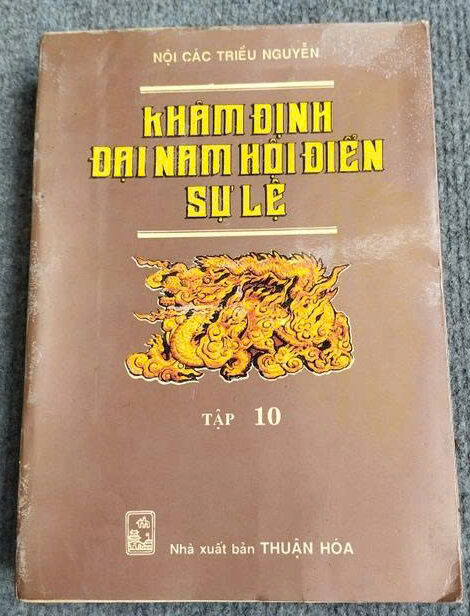 NỘI CÁC TRIỀU NGUYỄN
KHÂM ĐỊNH
ĐẠI NAM HỘI ĐIỂN
SỰ LỆ
TẬP 10
Nhà xuất bản THUẬN HÓA